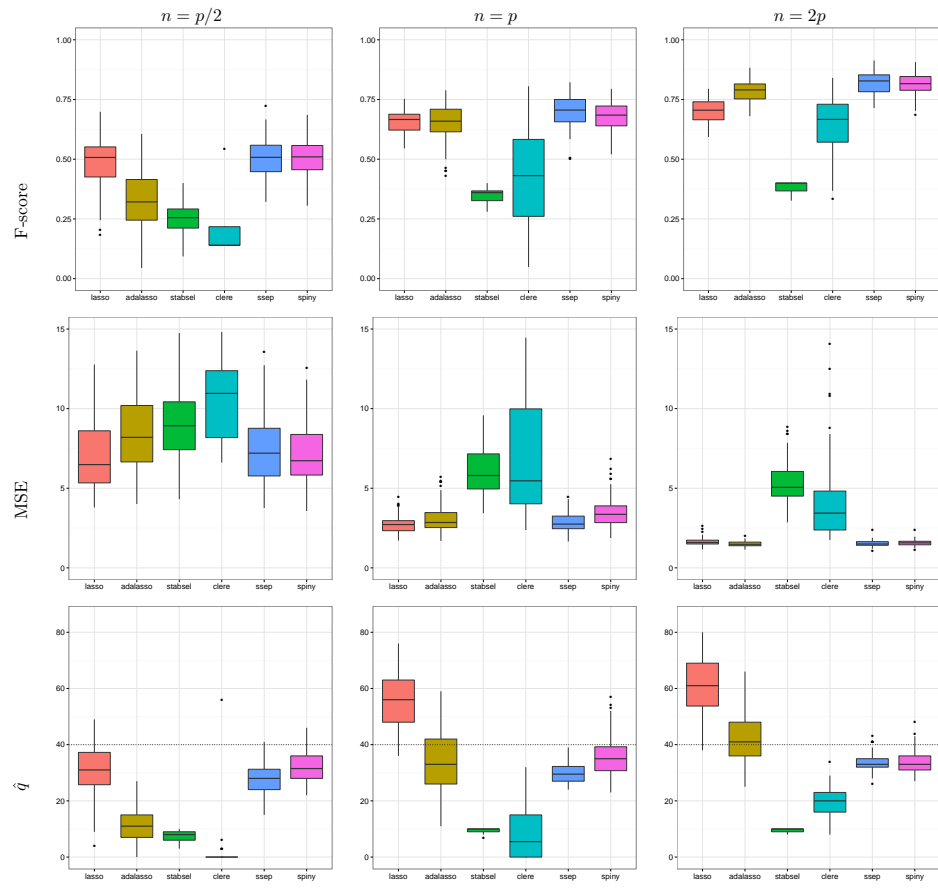 n = p/2 n = p n = 2p
F-score
1.00 1.00 1.00
0.75 0.75 0.75
0.50 0.50 0.50
0.25 0.25 0.25
0.00 0.00 0.00
lasso adalasso stabsel clere ssep spiny lasso adalasso stabsel clere ssep spiny lasso adalasso stabsel clere ssep spiny
MSE
15 15 15
10 10 10
5 5 5
0 0 0
lasso adalasso stabsel clere ssep spiny lasso adalasso stabsel clere ssep spiny lasso adalasso stabsel clere ssep spiny
q̂
80 80 80
60 60 60
40 40 40
20 20 20
0 0 0
lasso adalasso stabsel clere ssep spiny lasso adalasso stabsel clere ssep spiny lasso adalasso stabsel clere ssep spiny